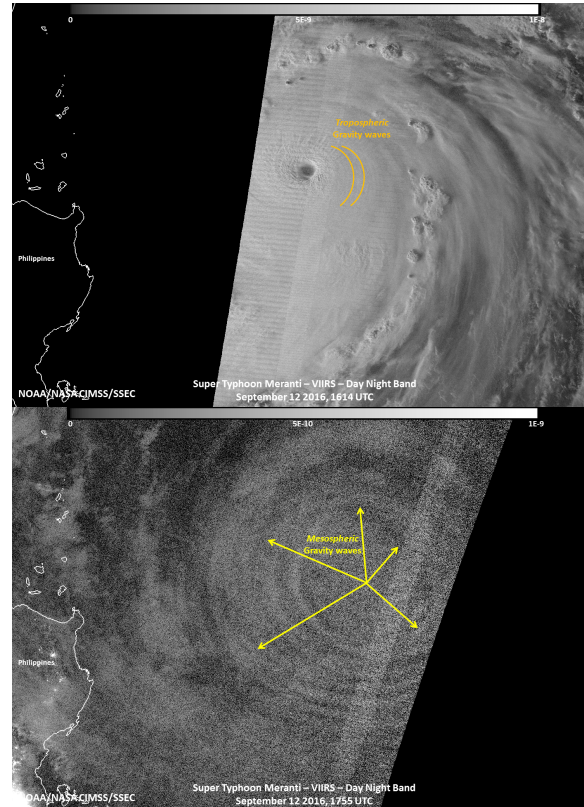 0 5E-9 1E-8
Tropospheric
Gravity waves
Philippines
Super Typhoon Meranti – VIIRS – Day Night Band
NOAA/NASA CIMSS/SSEC
September 12 2016, 1614 UTC
0 5E-10 1E-9
Mesospheric
Gravity waves
Philippines
Super Typhoon Meranti – VIIRS – Day Night Band
NOAA/NASA CIMSS/SSEC
September 12 2016, 1755 UTC